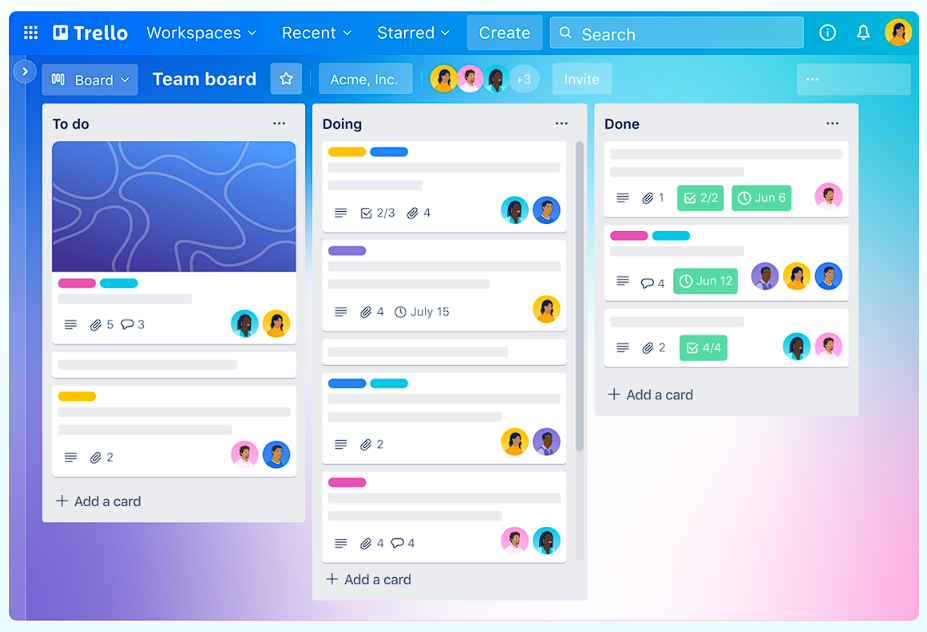 Trello Workspaces Recent Starred Create Search
Board Team board Acme, Inc. +3 Invite
To do
5 3
2
Add a card
Doing
2/3 4
4 July 15
2
4 4
Add a card
Done
1 2/2 Jun 6
4 Jun 12
2 4/4
Add a card